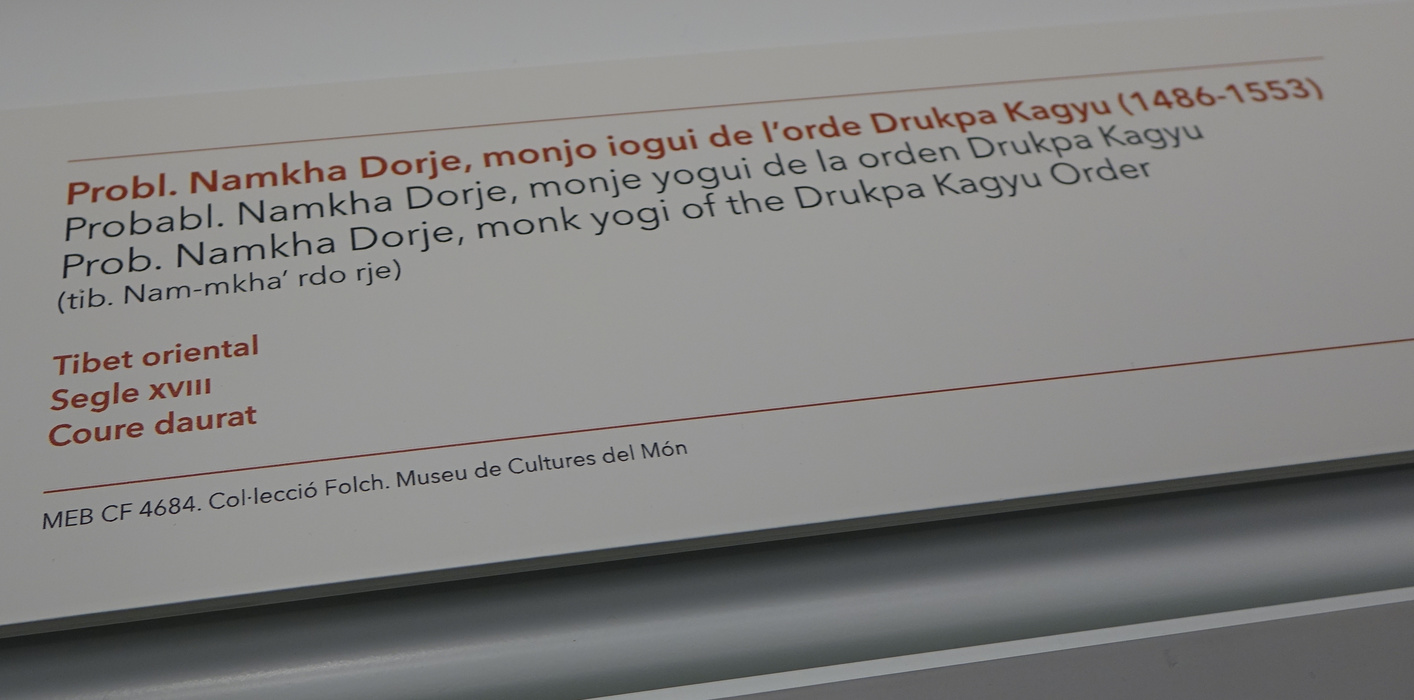 Probl. Namkha Dorje, monjo iogui de l’orde Drukpa Kagyu (1486-1553)
Probabl. Namkha Dorje, monje yogui de la orden Drukpa Kagyu
Prob. Namkha Dorje, monk yogi of the Drukpa Kagyu Order
(tib. Nam-mkha’ rdo rje)
Tibet oriental
Segle XVIII
Coure daurat
MEB CF 4684. Col·lecció Folch. Museu de Cultures del Món